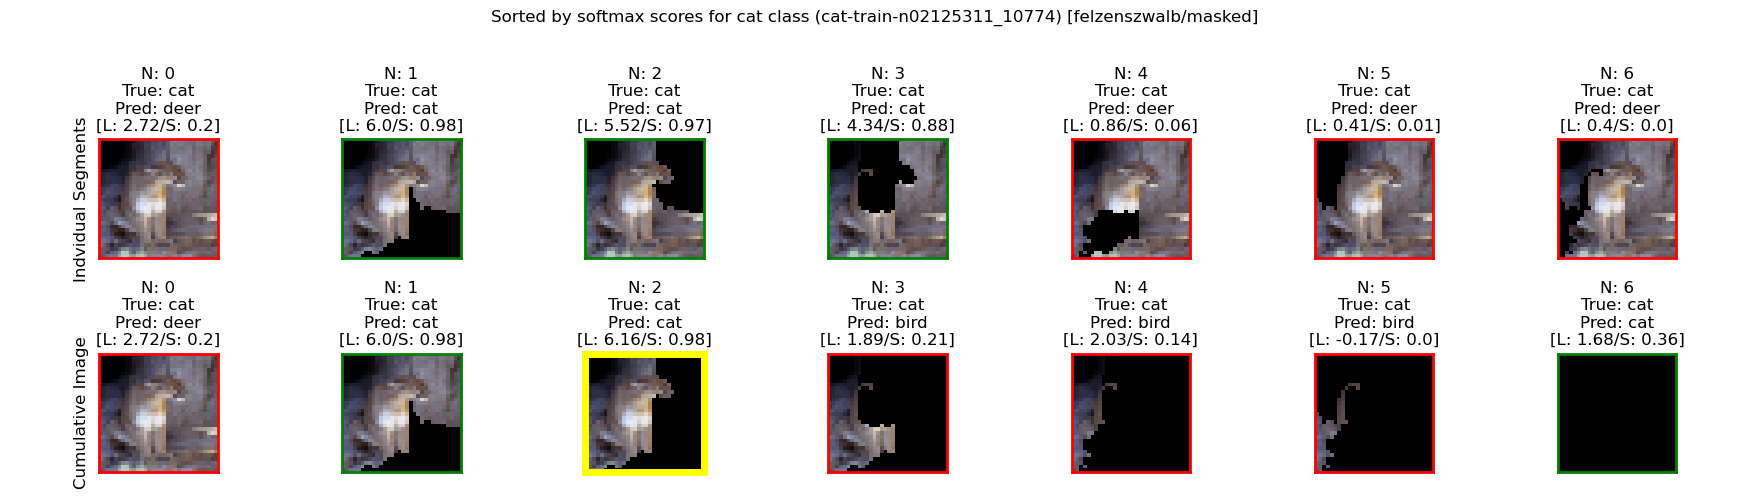 Sorted by softmax scores for cat class (cat-train-n02125311_10774) [felzenszwalb/masked]
Indvidual Segments
N: 0
True: cat
Pred: deer
[L: 2.72/S: 0.2]
N: 1
True: cat
Pred: cat
[L: 6.0/S: 0.98]
N: 2
True: cat
Pred: cat
[L: 5.52/S: 0.97]
N: 3
True: cat
Pred: cat
[L: 4.34/S: 0.88]
N: 4
True: cat
Pred: deer
[L: 0.86/S: 0.06]
N: 5
True: cat
Pred: deer
[L: 0.41/S: 0.01]
N: 6
True: cat
Pred: deer
[L: 0.4/S: 0.0]
Cumulative Image
N: 0
True: cat
Pred: deer
[L: 2.72/S: 0.2]
N: 1
True: cat
Pred: cat
[L: 6.0/S: 0.98]
N: 2
True: cat
Pred: cat
[L: 6.16/S: 0.98]
N: 3
True: cat
Pred: bird
[L: 1.89/S: 0.21]
N: 4
True: cat
Pred: bird
[L: 2.03/S: 0.14]
N: 5
True: cat
Pred: bird
[L: -0.17/S: 0.0]
N: 6
True: cat
Pred: cat
[L: 1.68/S: 0.36]